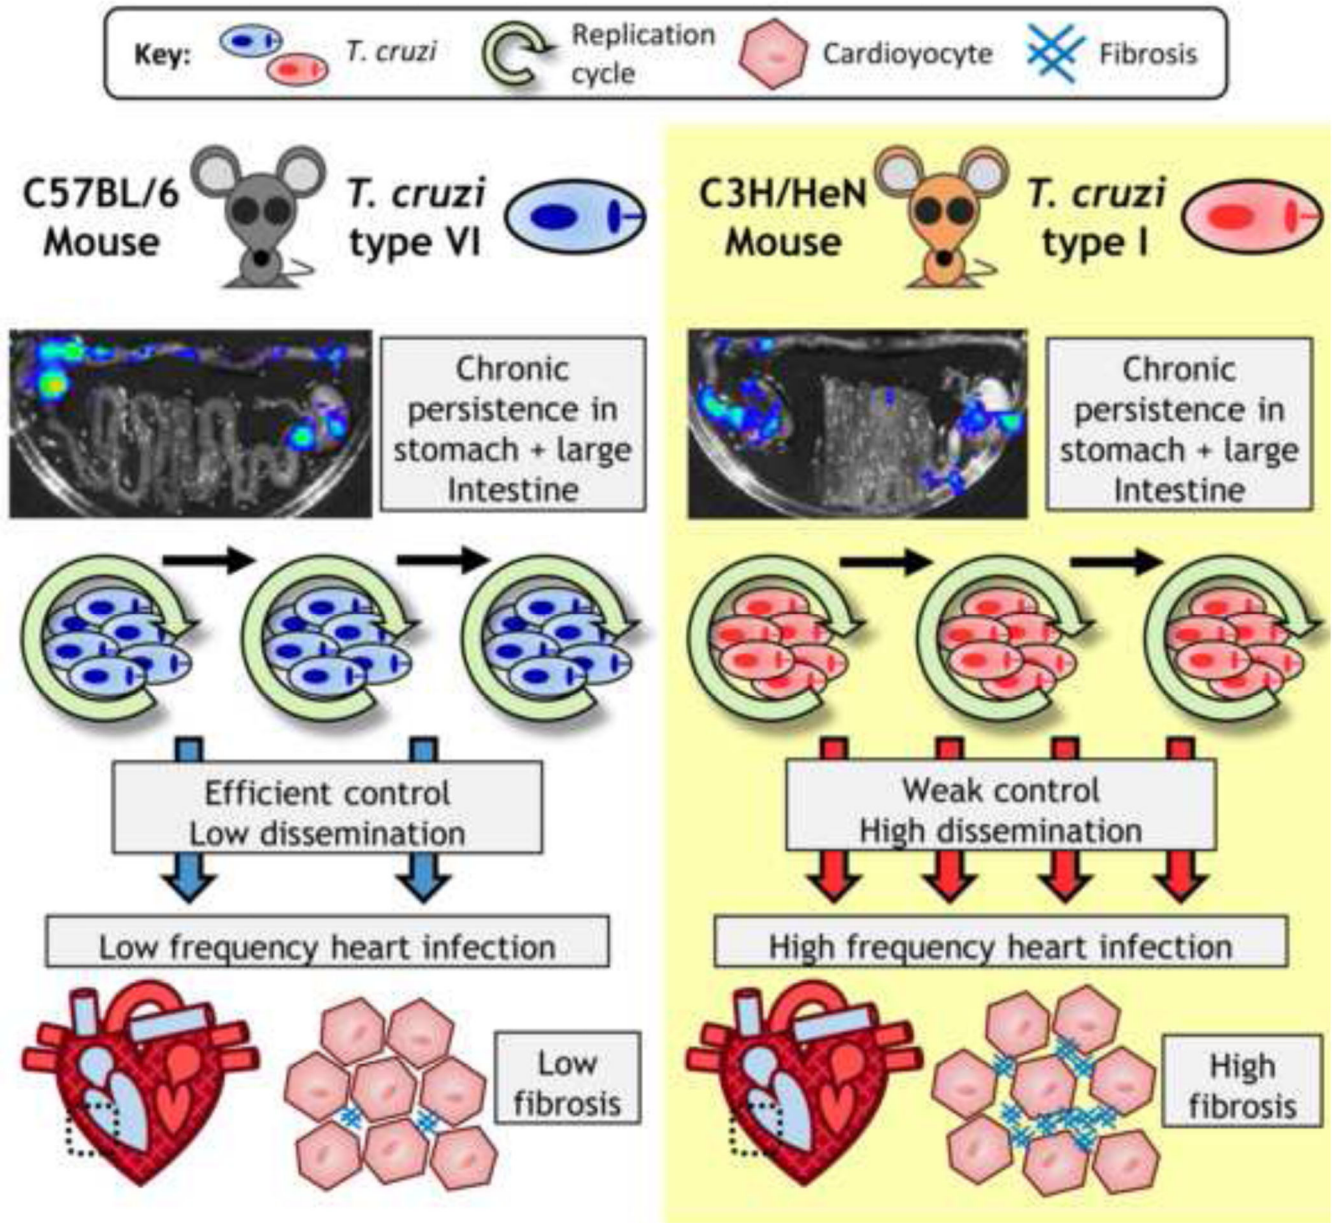 Key:
T. cruzi
Replication
cycle
Cardioyocyte
Fibrosis
C57BL/6
Mouse
T. cruzi
type VI
C3H/HeN
Mouse
T. cruzi
type I
Chronic
persistence in
stomach + large
Intestine
Chronic
persistence in
stomach + large
Intestine
Efficient control
Low dissemination
Weak control
High dissemination
Low frequency heart infection
High frequency heart infection
Low
fibrosis
High
fibrosis